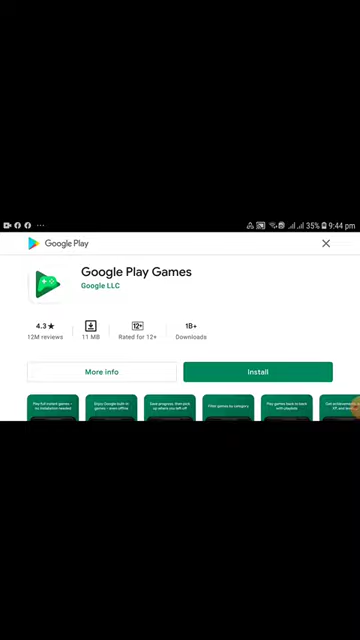 35% 9:44 pm
Google Play
Google Play Games
Google LLC
4.3★
12M reviews
11 MB
12+
Rated for 12+
1B+
Downloads
More info
Install
Play full instant games –
no installation needed
Enjoy Google built-in
games – even offline
Save progress, then pick
up where you left off
Filter games by category
Play games back-to-back
with playlists
Get achievements,